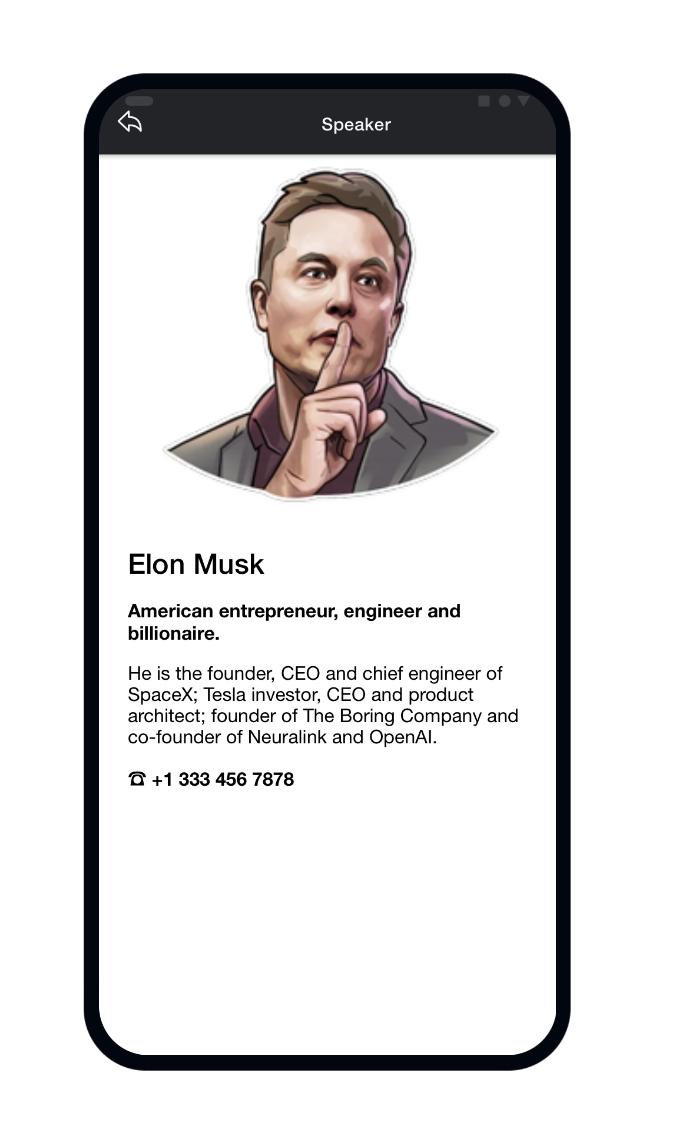 Speaker
Elon Musk
American entrepreneur, engineer and
billionaire.
He is the founder, CEO and chief engineer of
SpaceX; Tesla investor, CEO and product
architect; founder of The Boring Company and
co-founder of Neuralink and OpenAI.
☎ +1 333 456 7878